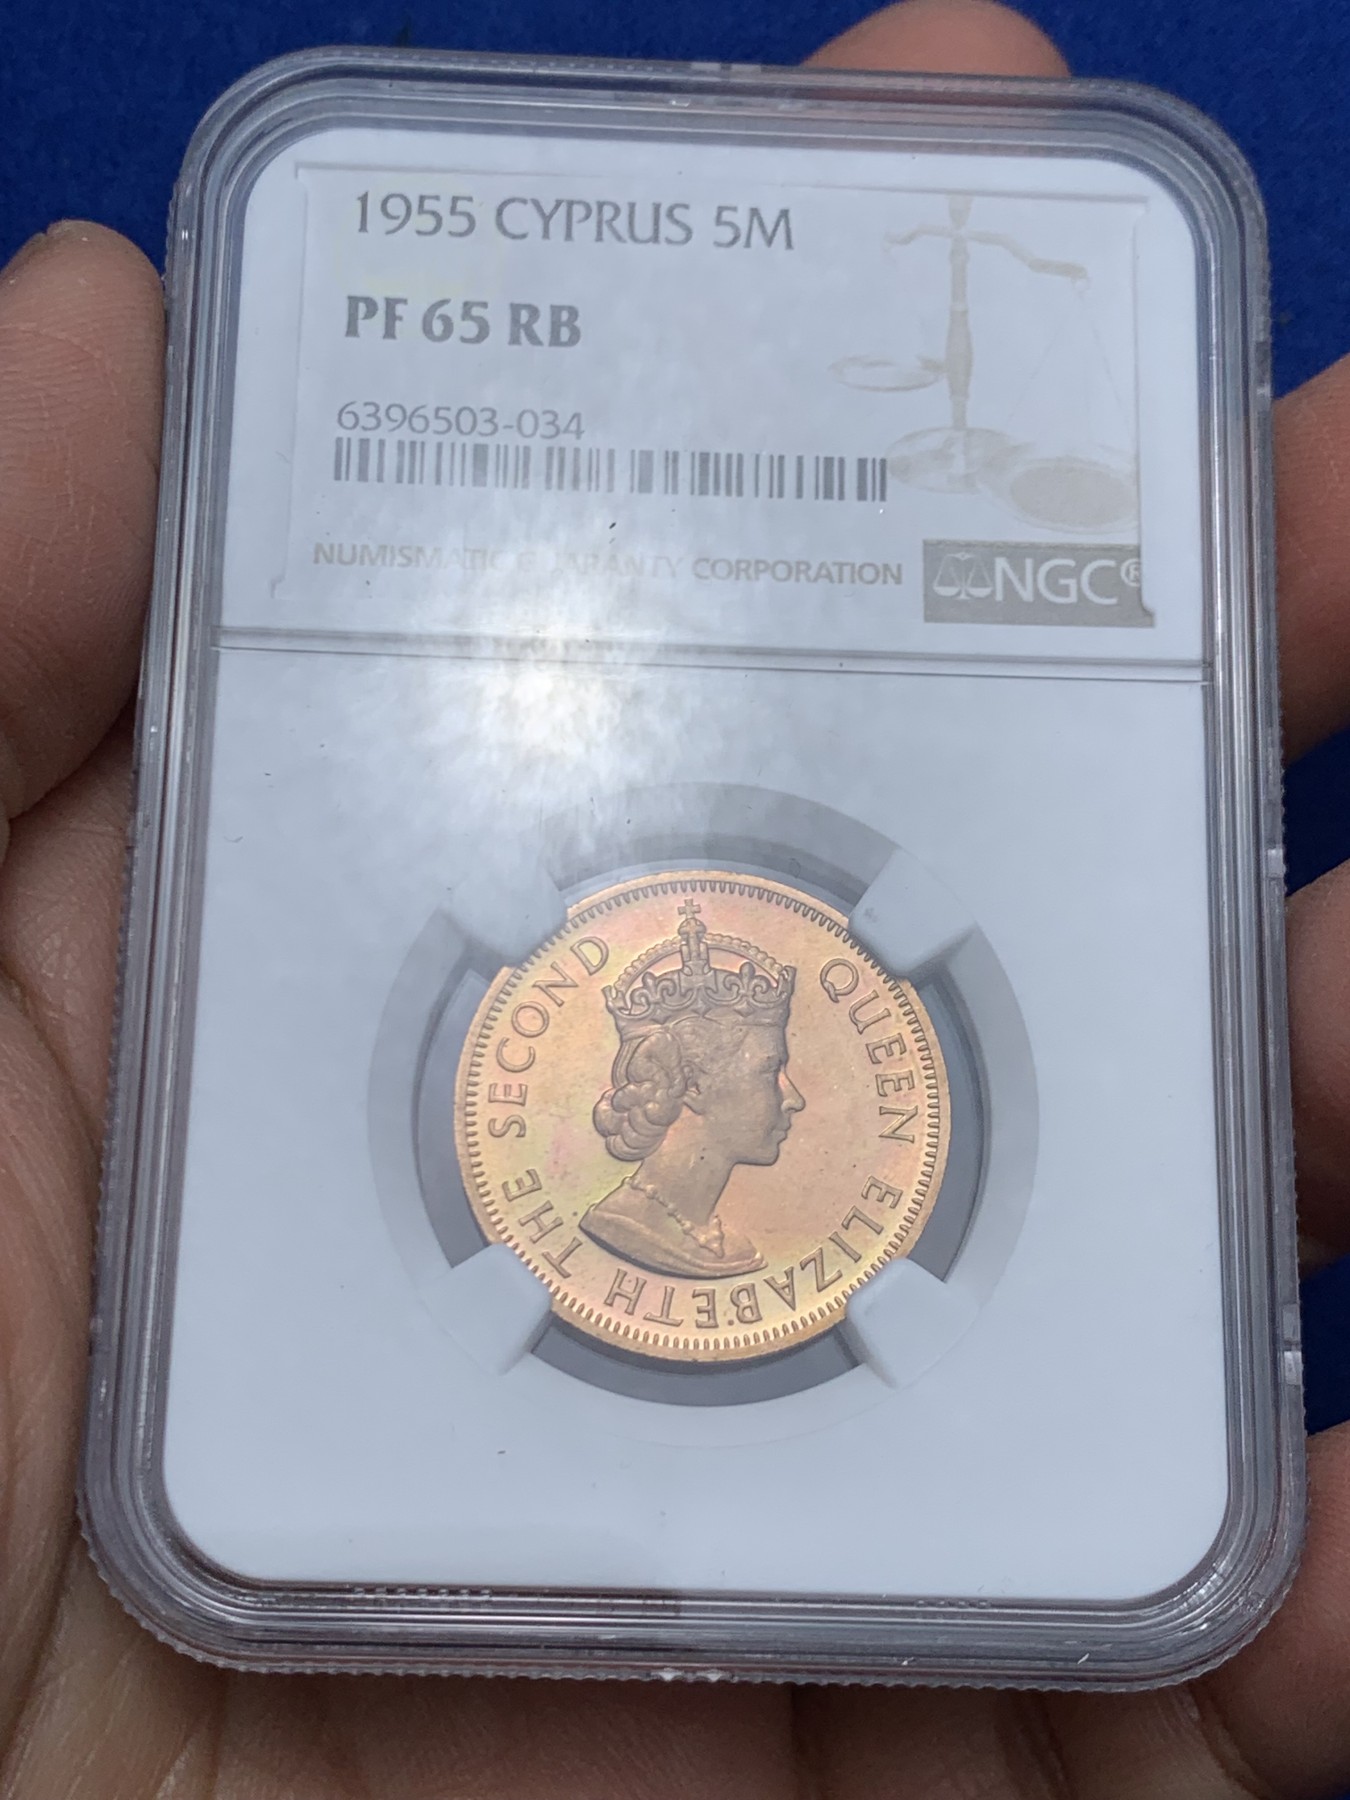 1955 CYPRUS 5M
PF 65 RB
6396503-034
NUMISMATIC GUARANTY CORPORATION
NGC®
QUEEN ELIZABETH THE SECOND